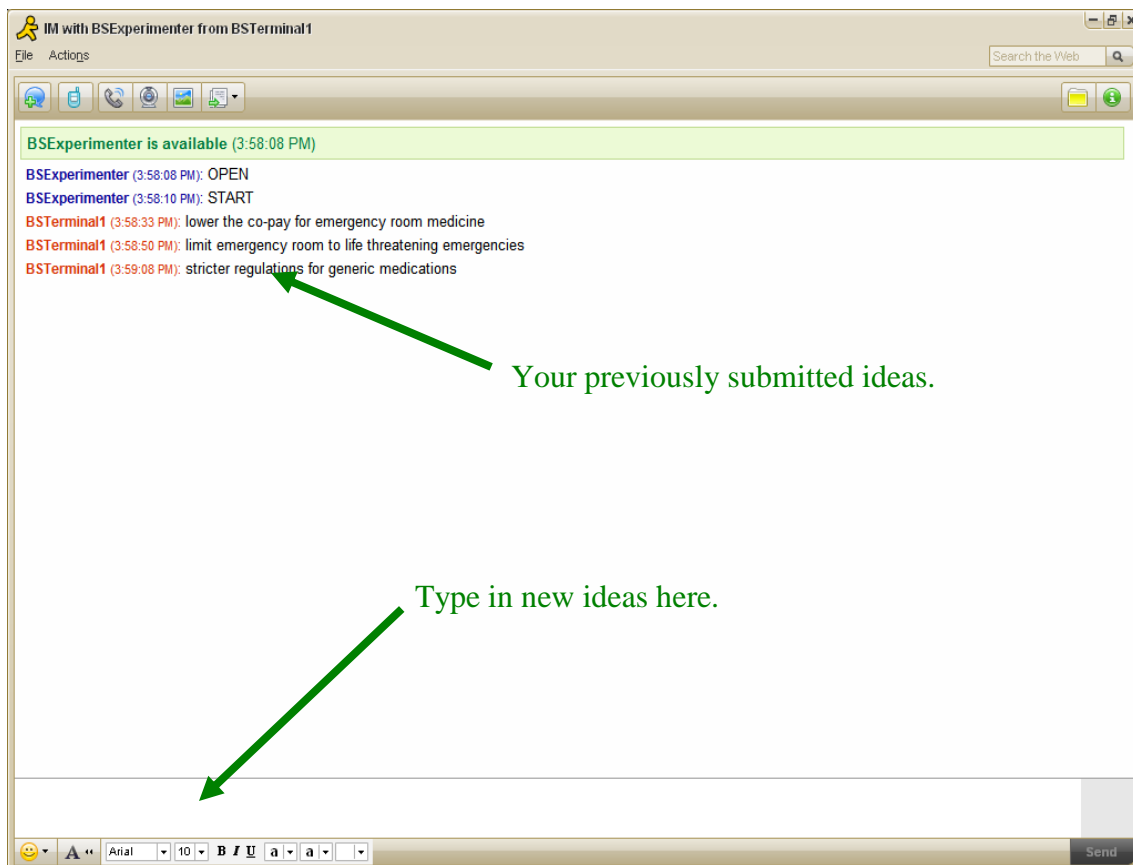 IM with BSExperimenter from BSTerminal1
File Actions
Search the Web
BSExperimenter is available (3:58:08 PM)
BSExperimenter (3:58:08 PM): OPEN
BSExperimenter (3:58:10 PM): START
BSTerminal1 (3:58:33 PM): lower the co-pay for emergency room medicine
BSTerminal1 (3:58:50 PM): limit emergency room to life threatening emergencies
BSTerminal1 (3:59:08 PM): stricter regulations for generic medications
Your previously submitted ideas.
Type in new ideas here.
A Arial 10 B I U a a Send